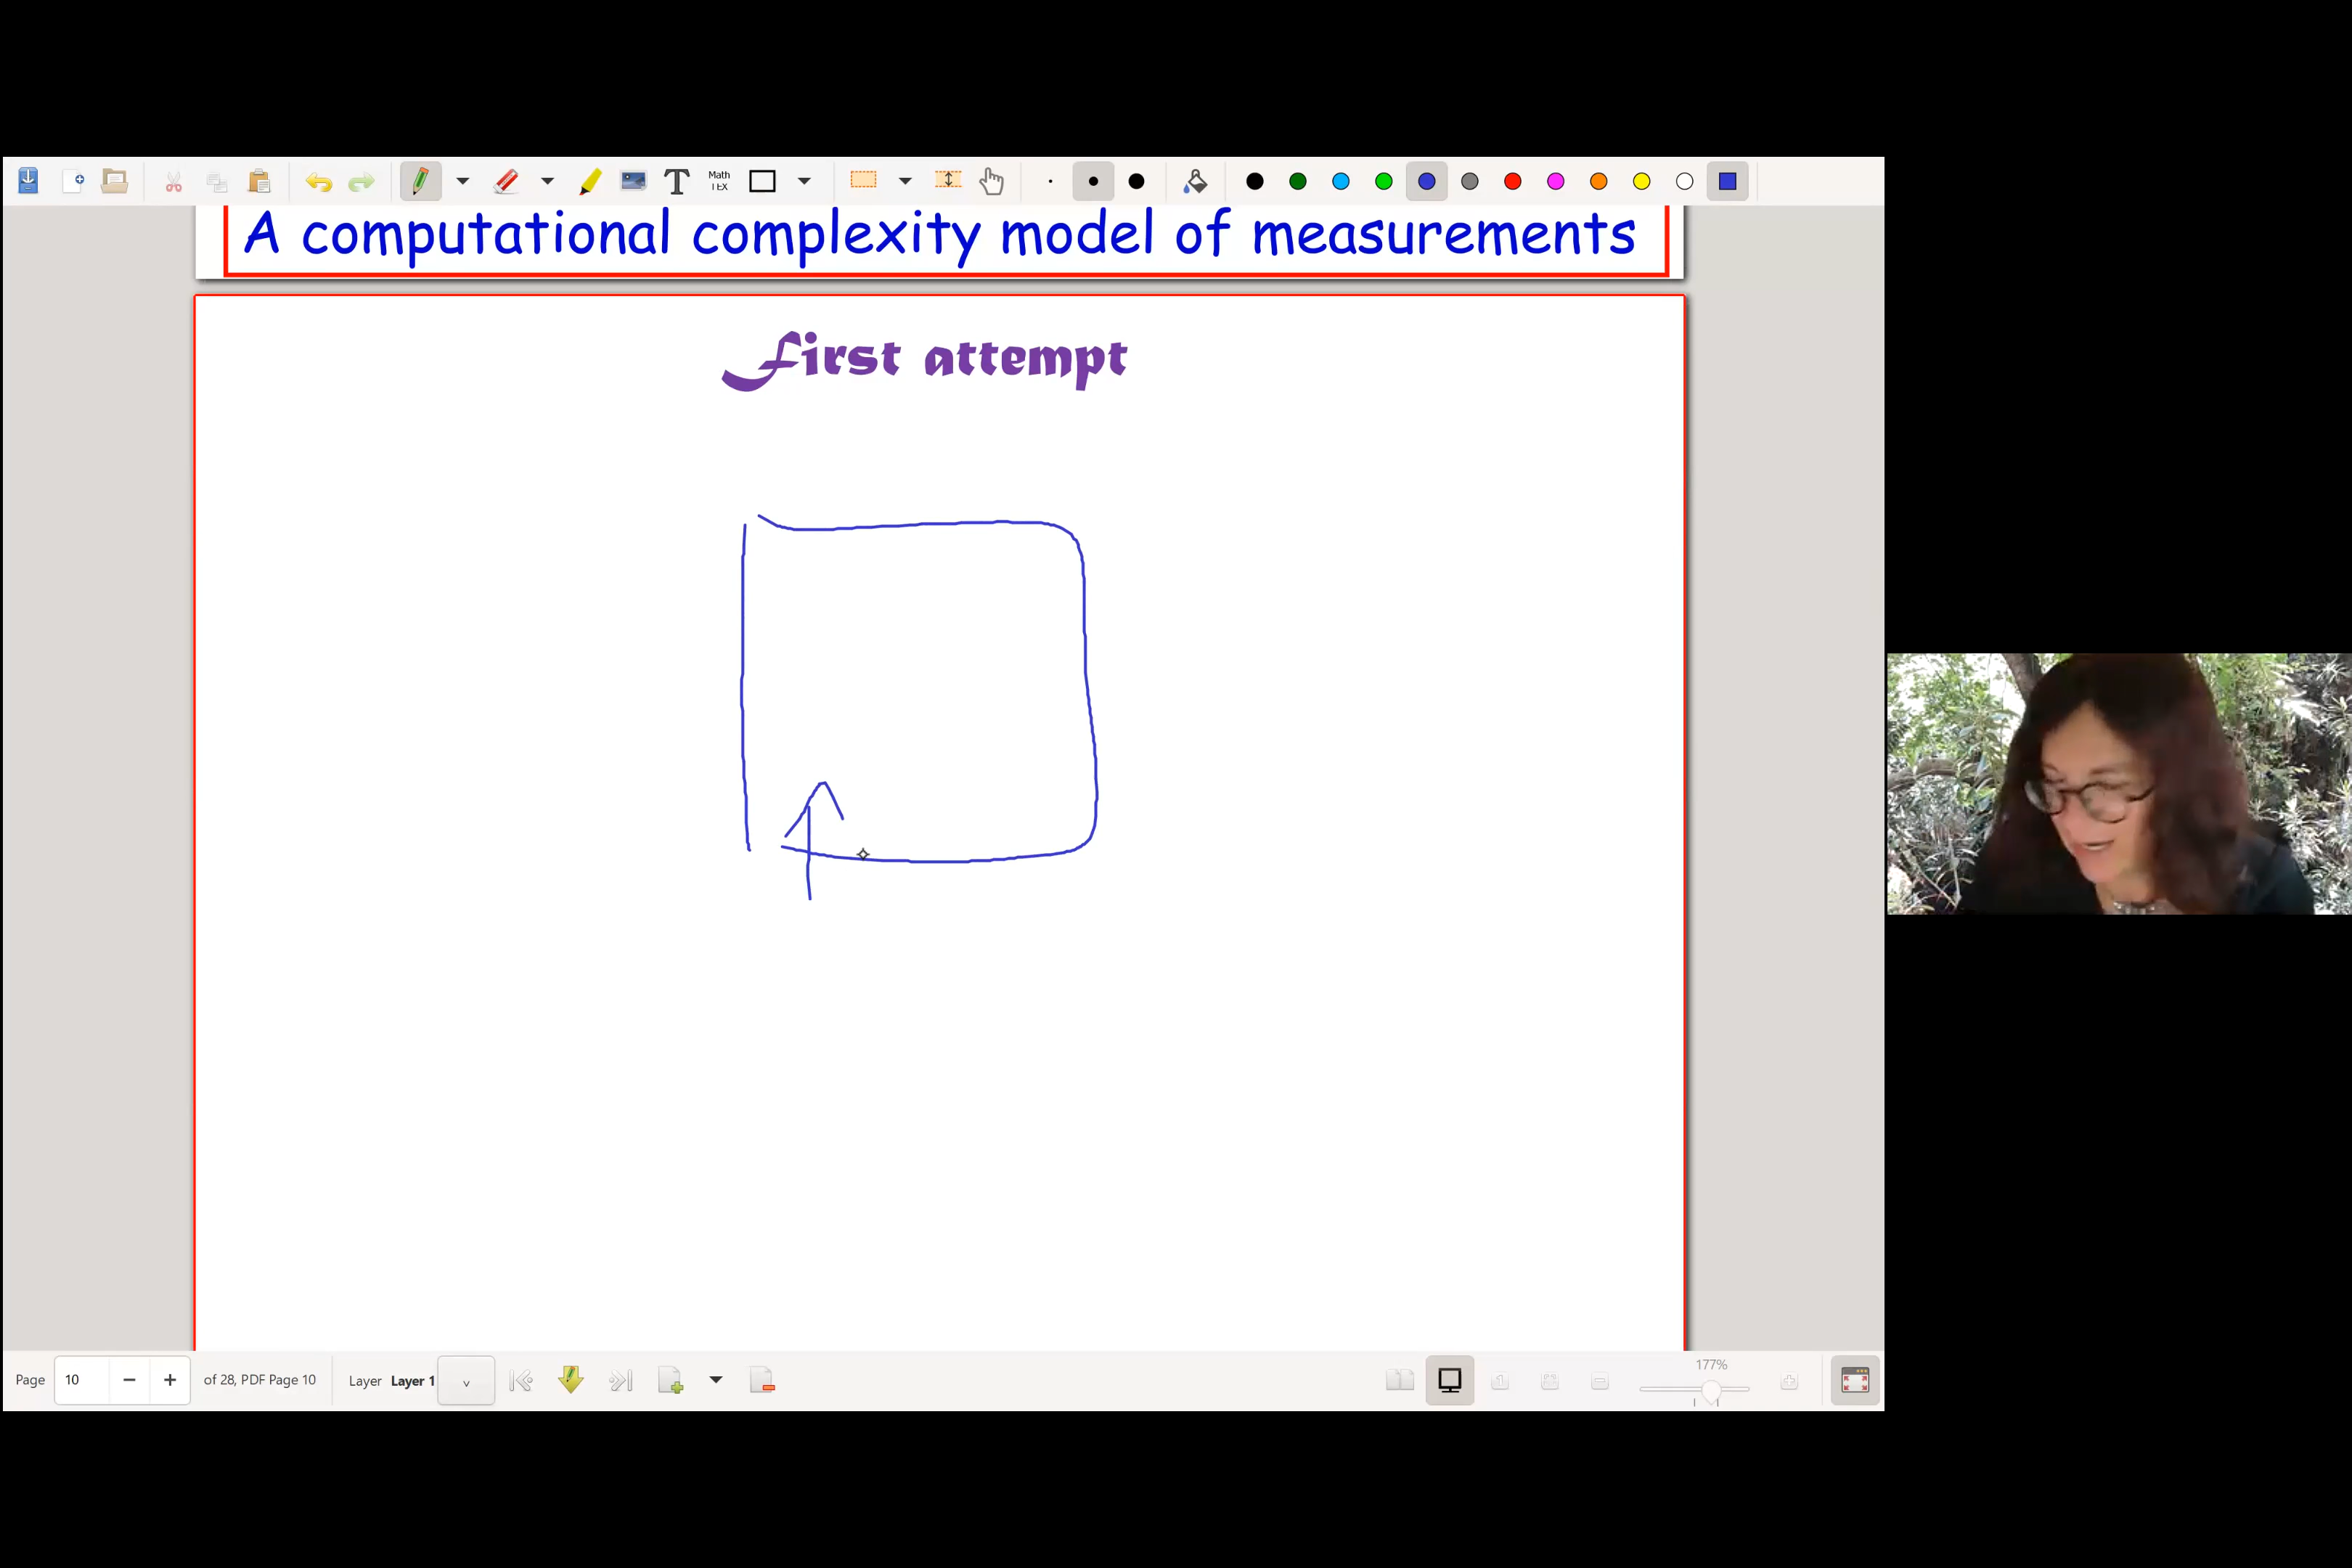 Math
TEX
A computational complexity model of measurements
First attempt
Page 10 of 28, PDF Page 10 Layer Layer 1 v
177%